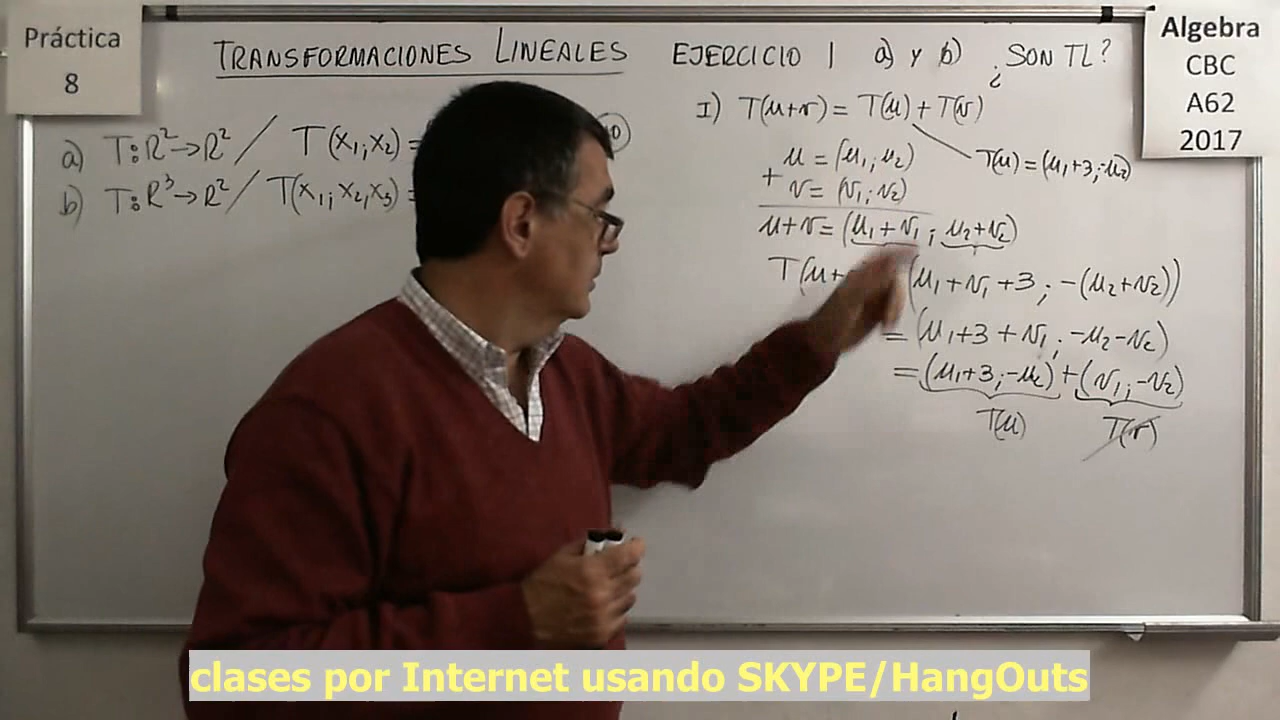 Práctica
8
TRANSFORMACIONES LINEALES EJERCICIO 1 a) y b) ¿SON TL?
Algebra
CBC
A62
2017
a) T:R²→R² / T(x₁;x₂)=
b) T:R³→R² / T(x₁;x₂,x₃)=
I) T(u+v)= T(u)+T(v)
u = (u₁;u₂)
T(u)=(u₁+3;-u₂)
+ v = (v₁;v₂)
u+v=(u₁+v₁; u₂+v₂)
T(u+ (u₁+v₁+3; -(u₂+v₂))
= (u₁+3+v₁; -u₂-v₂)
= (u₁+3;-u₂)+(v₁;-v₂)
T(u) T(v)
clases por Internet usando SKYPE/HangOuts